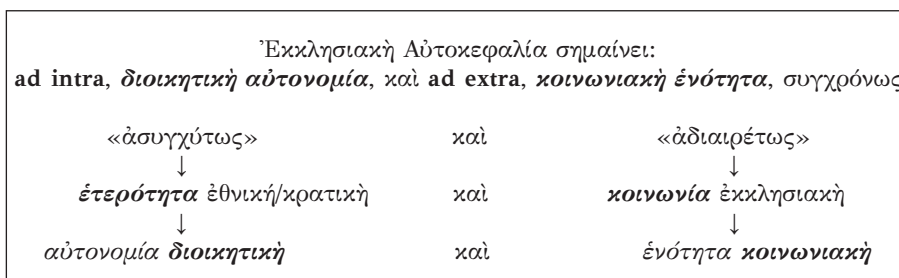 Ἐκκλησιακὴ Αὐτοκεφαλία σημαίνει:
ad intra, διοικητικὴ αὐτονομία, καὶ ad extra, κοινωνιακὴ ἑνότητα, συγχρόνως
«ἀσυγχύτως» καὶ «ἀδιαιρέτως»
↓ ↓
ἑτερότητα ἐθνική/κρατικὴ καὶ κοινωνία ἐκκλησιακὴ
↓ ↓
αὐτονομία διοικητικὴ καὶ ἑνότητα κοινωνιακὴ